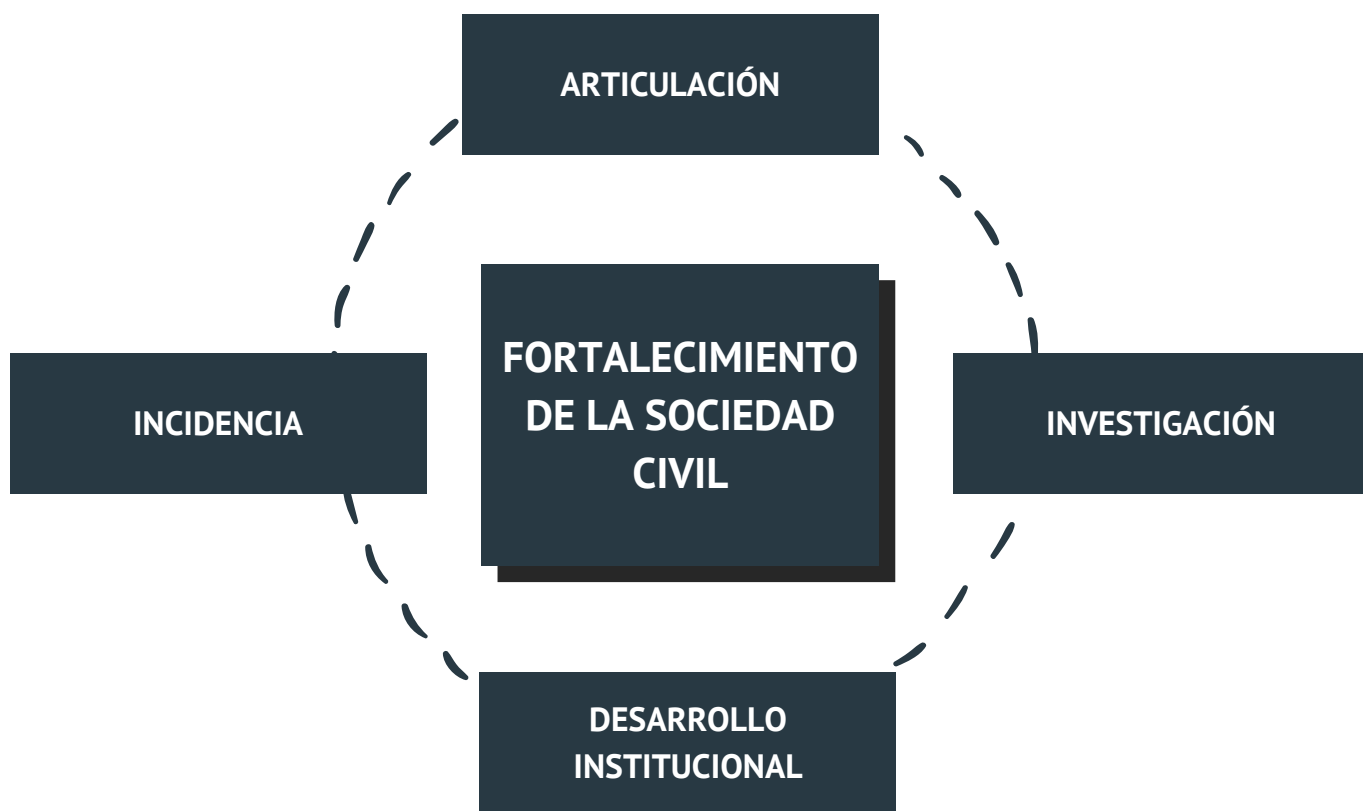 ARTICULACIÓN
FORTALECIMIENTO
DE LA SOCIEDAD
CIVIL
INCIDENCIA
INVESTIGACIÓN
DESARROLLO
INSTITUCIONAL